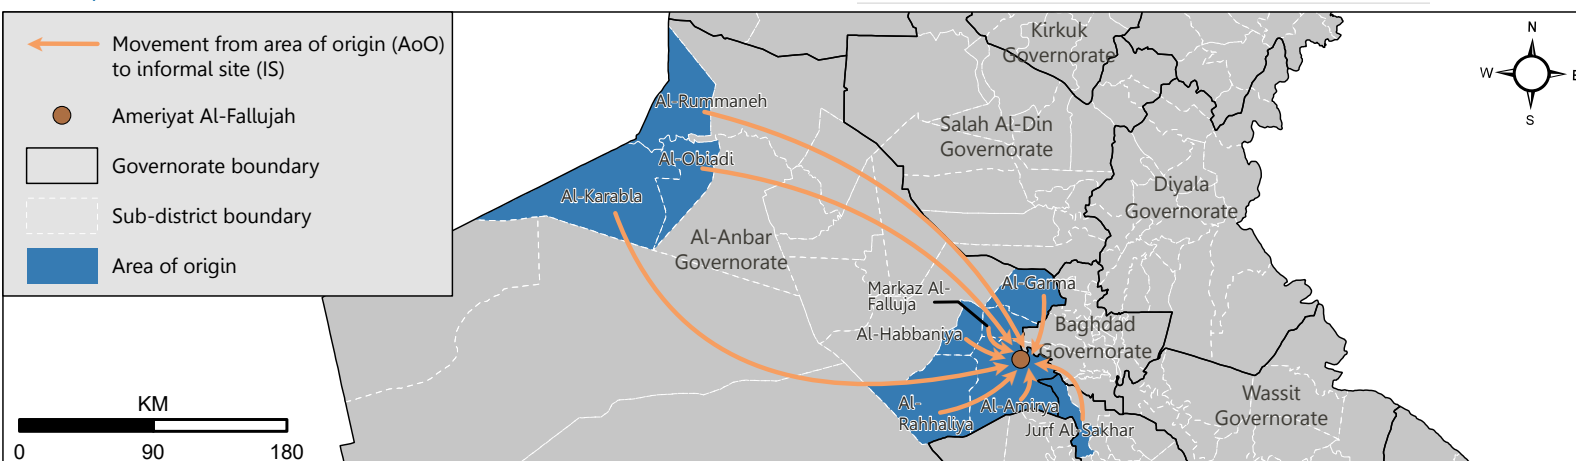 Movement from area of origin (AoO)
to informal site (IS)
Ameriyat Al-Fallujah
Governorate boundary
Sub-district boundary
Area of origin
KM
0 90 180
Kirkuk
Governorate
N
W E
S
Al-Rummaneh
Salah Al-Din
Governorate
Al-Obiadi
Al-Karabla
Diyala
Governorate
Al-Anbar
Governorate
Markaz Al-
Falluja
Al-Garma
Al-Habbaniya
Baghdad
Governorate
Al-
Rahhaliya
Al-Amirya
Jurf Al-Sakhar
Wassit
Governorate